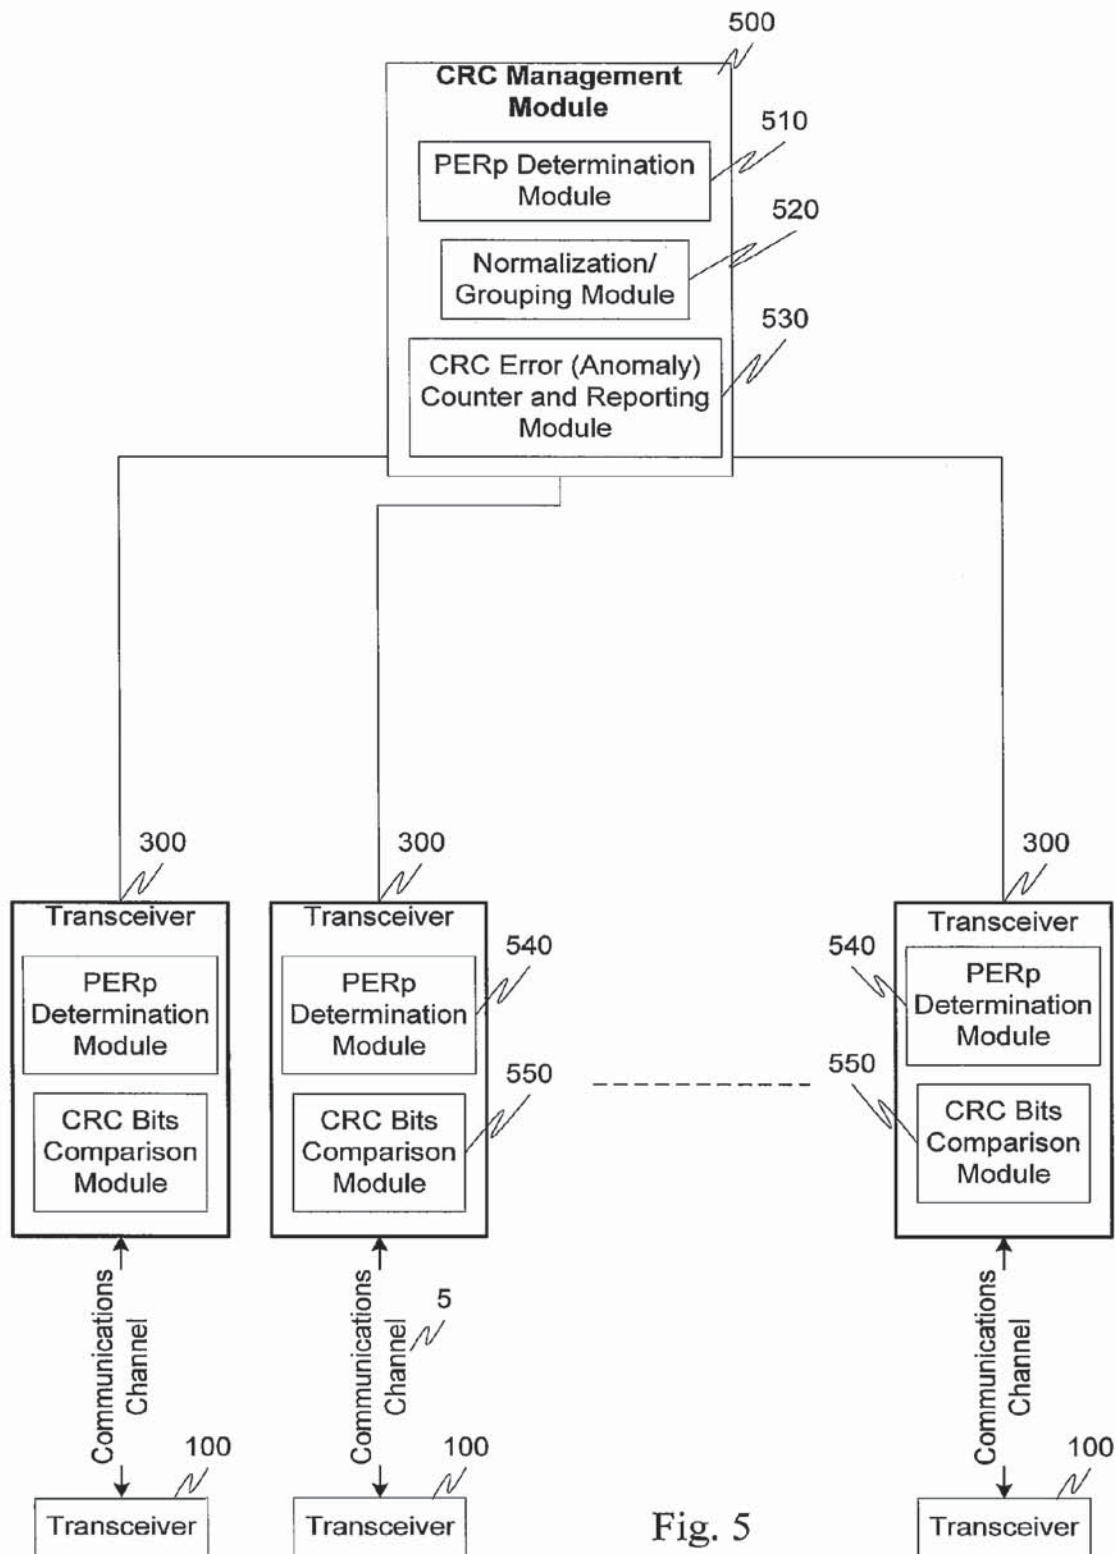 500
CRC Management
Module
510
PERp Determination
Module
520
Normalization/
Grouping Module
530
CRC Error (Anomaly)
Counter and Reporting
Module
300
300
300
Transceiver
PERp
Determination
Module
CRC Bits
Comparison
Module
Transceiver
540
PERp
Determination
Module
550
CRC Bits
Comparison
Module
Transceiver
540
PERp
Determination
Module
550
CRC Bits
Comparison
Module
Communications
Channel
Communications
Channel
5
Communications
Channel
100
100
100
Transceiver
Transceiver
Fig. 5
Transceiver